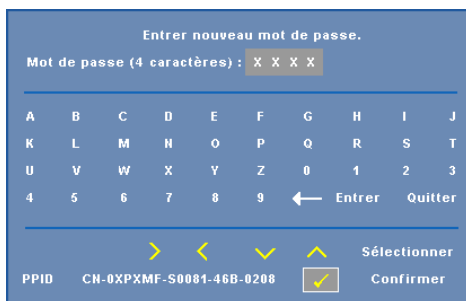 Entrer nouveau mot de passe.
Mot de passe (4 caractères) : X X X X
A B C D E F G H I J
K L M N O P Q R S T
U V W X Y Z 0 1 2 3
4 5 6 7 8 9 ← Entrer Quitter
Sélectionner
PPID CN-0XPXMF-S0081-46B-0208 ✓ Confirmer